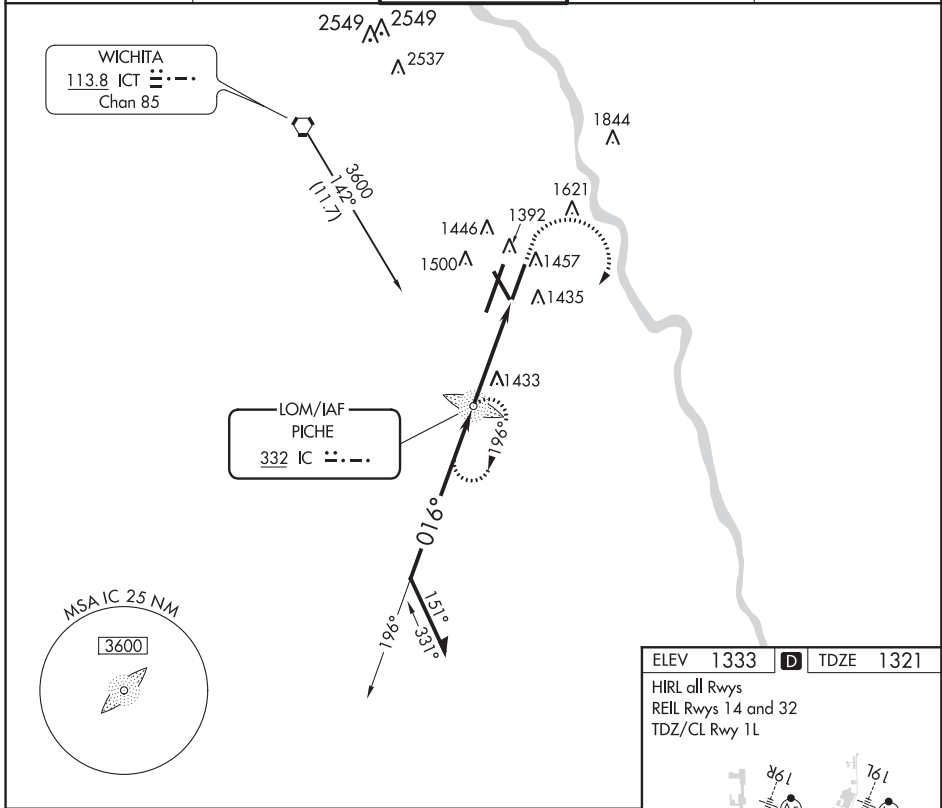 2549
2549
2537
WICHITA
113.8 ICT
Chan 85
1844
3600
142°
(11.7)
1621
1392
1446
1500
1457
1435
1433
LOM/IAF
PICHE
332 IC
196°
016°
151°
331°
196°
MSA IC 25 NM
3600
ELEV 1333 D TDZE 1321
HIRL all Rwys
REIL Rwys 14 and 32
TDZ/CL Rwy 1L
19R
19L